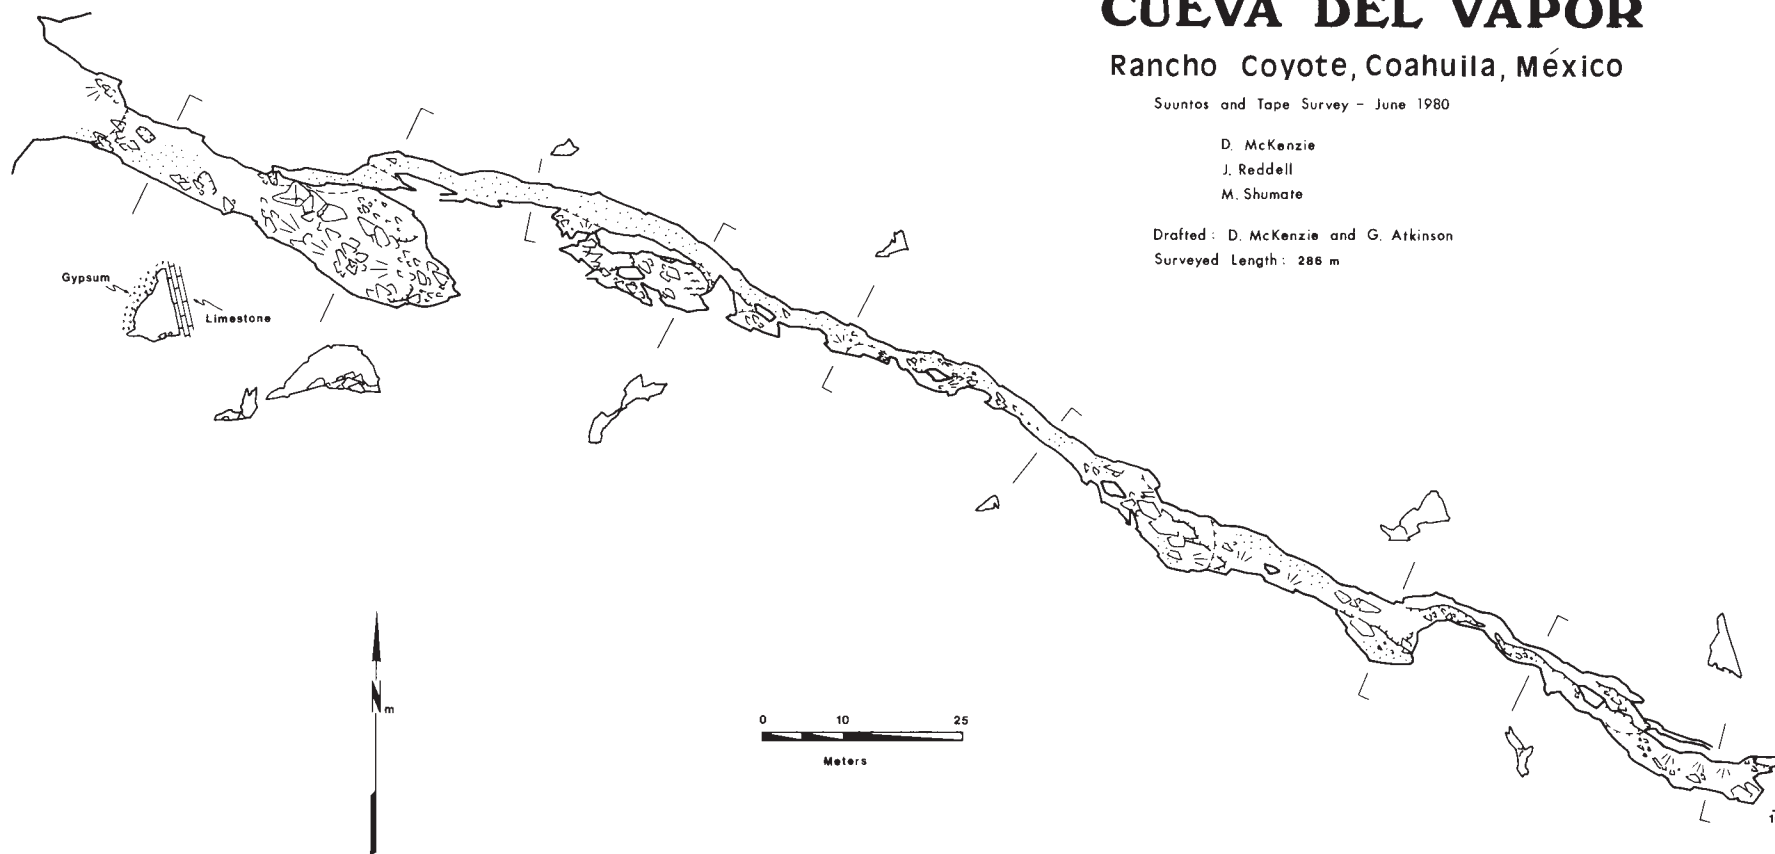 CUEVA DEL VAPOR
Rancho Coyote, Coahuila, México
Suuntos and Tape Survey - June 1980
D. McKenzie
J. Reddell
M. Shumate
Drafted: D. McKenzie and G. Atkinson
Surveyed Length: 286 m
Gypsum
Limestone
N
m
0 10 25
Meters